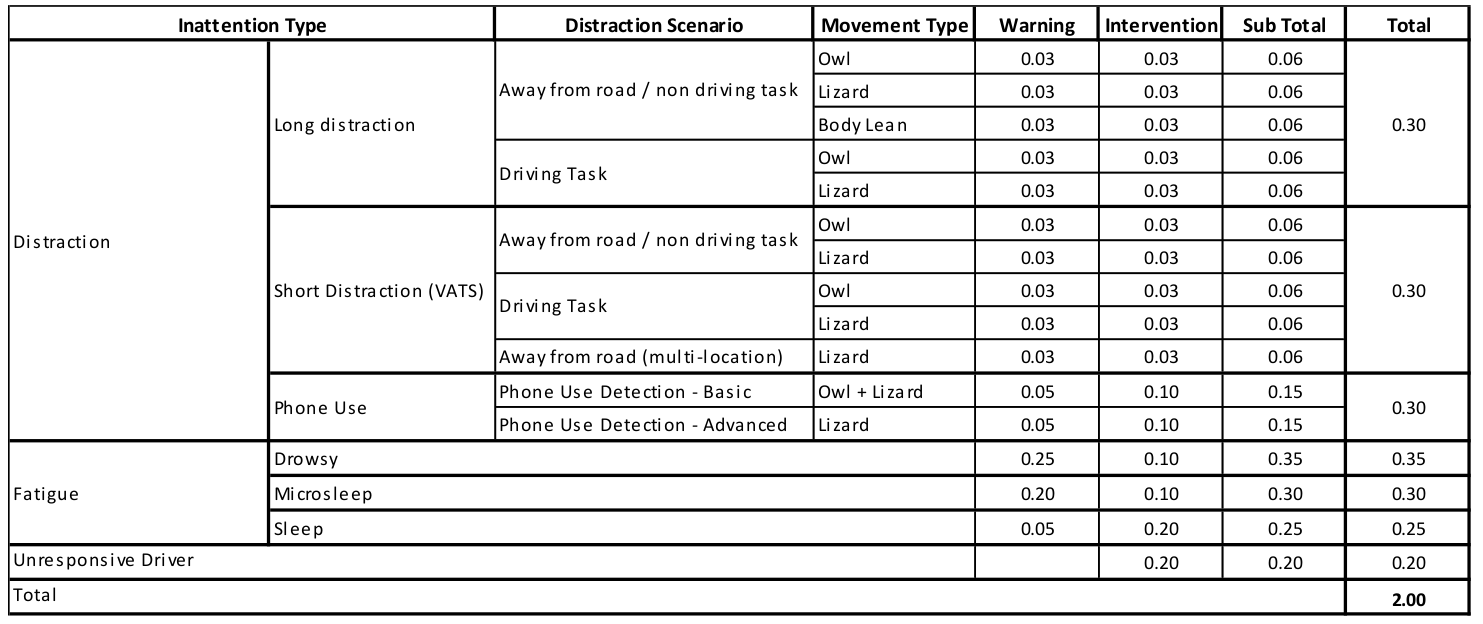 Inattention Type Distraction Scenario Movement Type Warning Intervention Sub Total Total
Distraction Long distraction Away from road / non driving task Owl 0.03 0.03 0.06 0.30
Lizard 0.03 0.03 0.06
Body Lean 0.03 0.03 0.06
Driving Task Owl 0.03 0.03 0.06
Lizard 0.03 0.03 0.06
Short Distraction (VATS) Away from road / non driving task Owl 0.03 0.03 0.06 0.30
Lizard 0.03 0.03 0.06
Driving Task Owl 0.03 0.03 0.06
Lizard 0.03 0.03 0.06
Away from road (multi-location) Lizard 0.03 0.03 0.06
Phone Use Phone Use Detection - Basic Owl + Lizard 0.05 0.10 0.15 0.30
Phone Use Detection - Advanced Lizard 0.05 0.10 0.15
Fatigue Drowsy 0.25 0.10 0.35 0.35
Microsleep 0.20 0.10 0.30 0.30
Sleep 0.05 0.20 0.25 0.25
Unresponsive Driver 0.20 0.20 0.20
Total 2.00